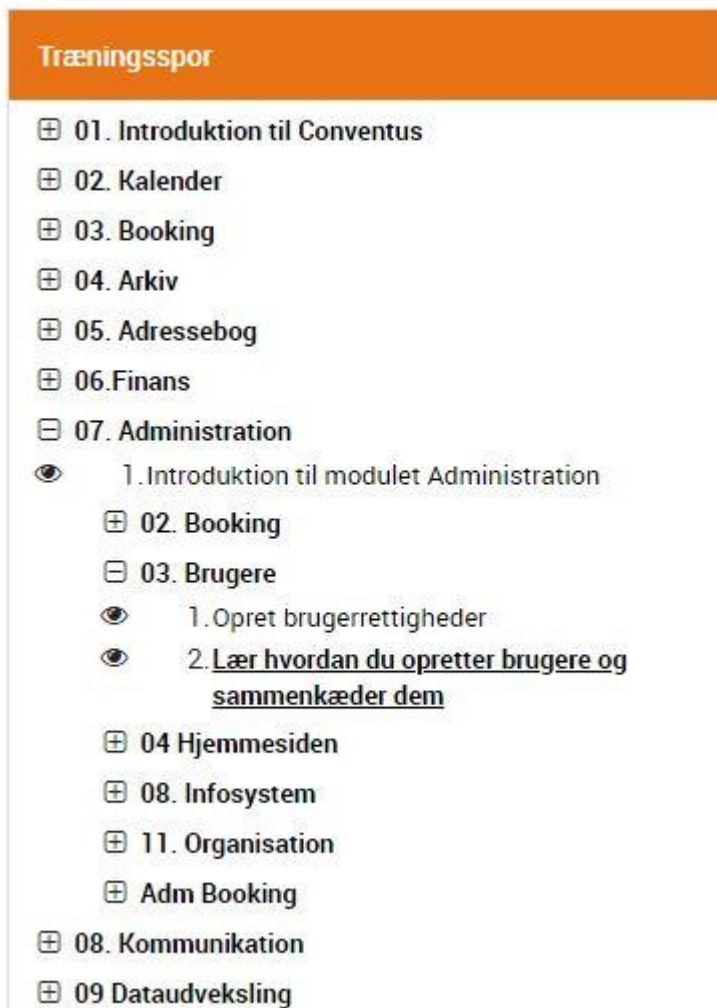 Træningsspor
01. Introduktion til Conventus
02. Kalender
03. Booking
04. Arkiv
05. Adressebog
06.Finans
07. Administration
1. Introduktion til modulet Administration
02. Booking
03. Brugere
1. Opret brugerrettigheder
2. Lær hvordan du opretter brugere og
sammenkæder dem
04 Hjemmesiden
08. Infosystem
11. Organisation
Adm Booking
08. Kommunikation
09 Dataudveksling